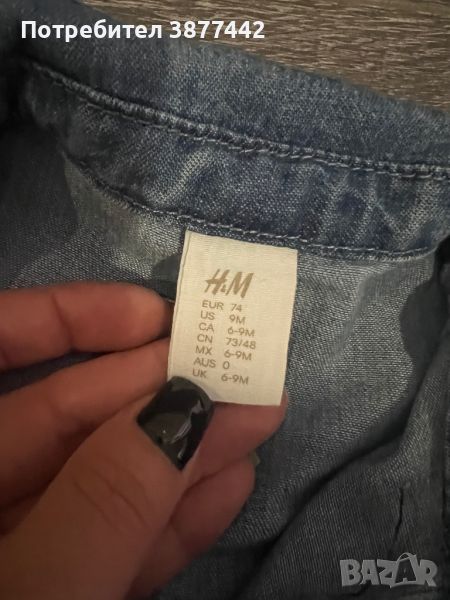 Потребител 3877442
H&M
EUR 74
US 9M
CA 6-9M
CN 73/48
MX 6-9M
AUS 0
UK 6-9M
BAZAR